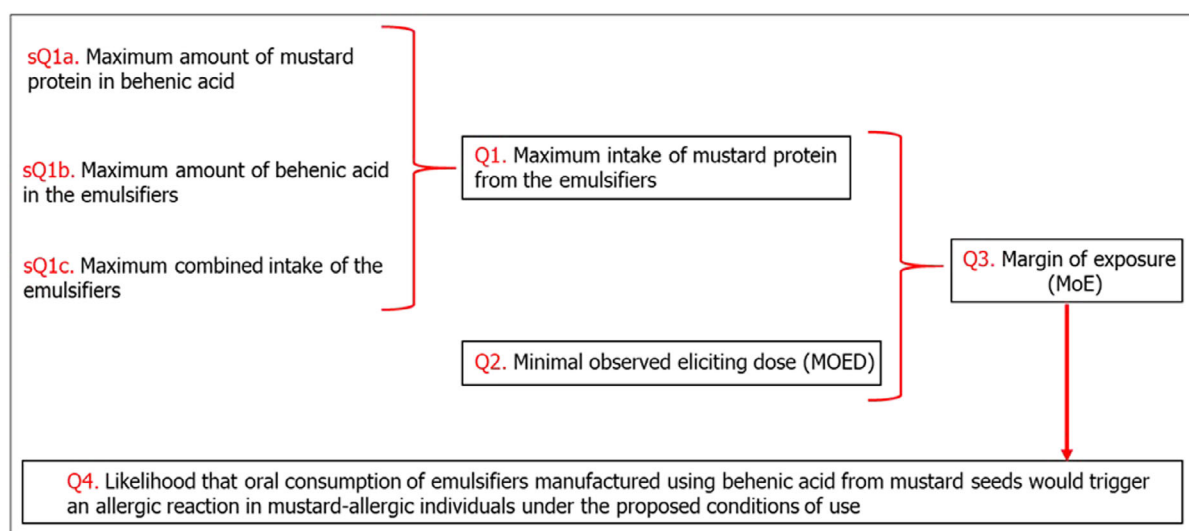 sQ1a. Maximum amount of mustard
protein in behenic acid
sQ1b. Maximum amount of behenic acid
in the emulsifiers
sQ1c. Maximum combined intake of the
emulsifiers
Q1. Maximum intake of mustard protein
from the emulsifiers
Q2. Minimal observed eliciting dose (MOED)
Q3. Margin of exposure
(MoE)
Q4. Likelihood that oral consumption of emulsifiers manufactured using behenic acid from mustard seeds would trigger
an allergic reaction in mustard-allergic individuals under the proposed conditions of use